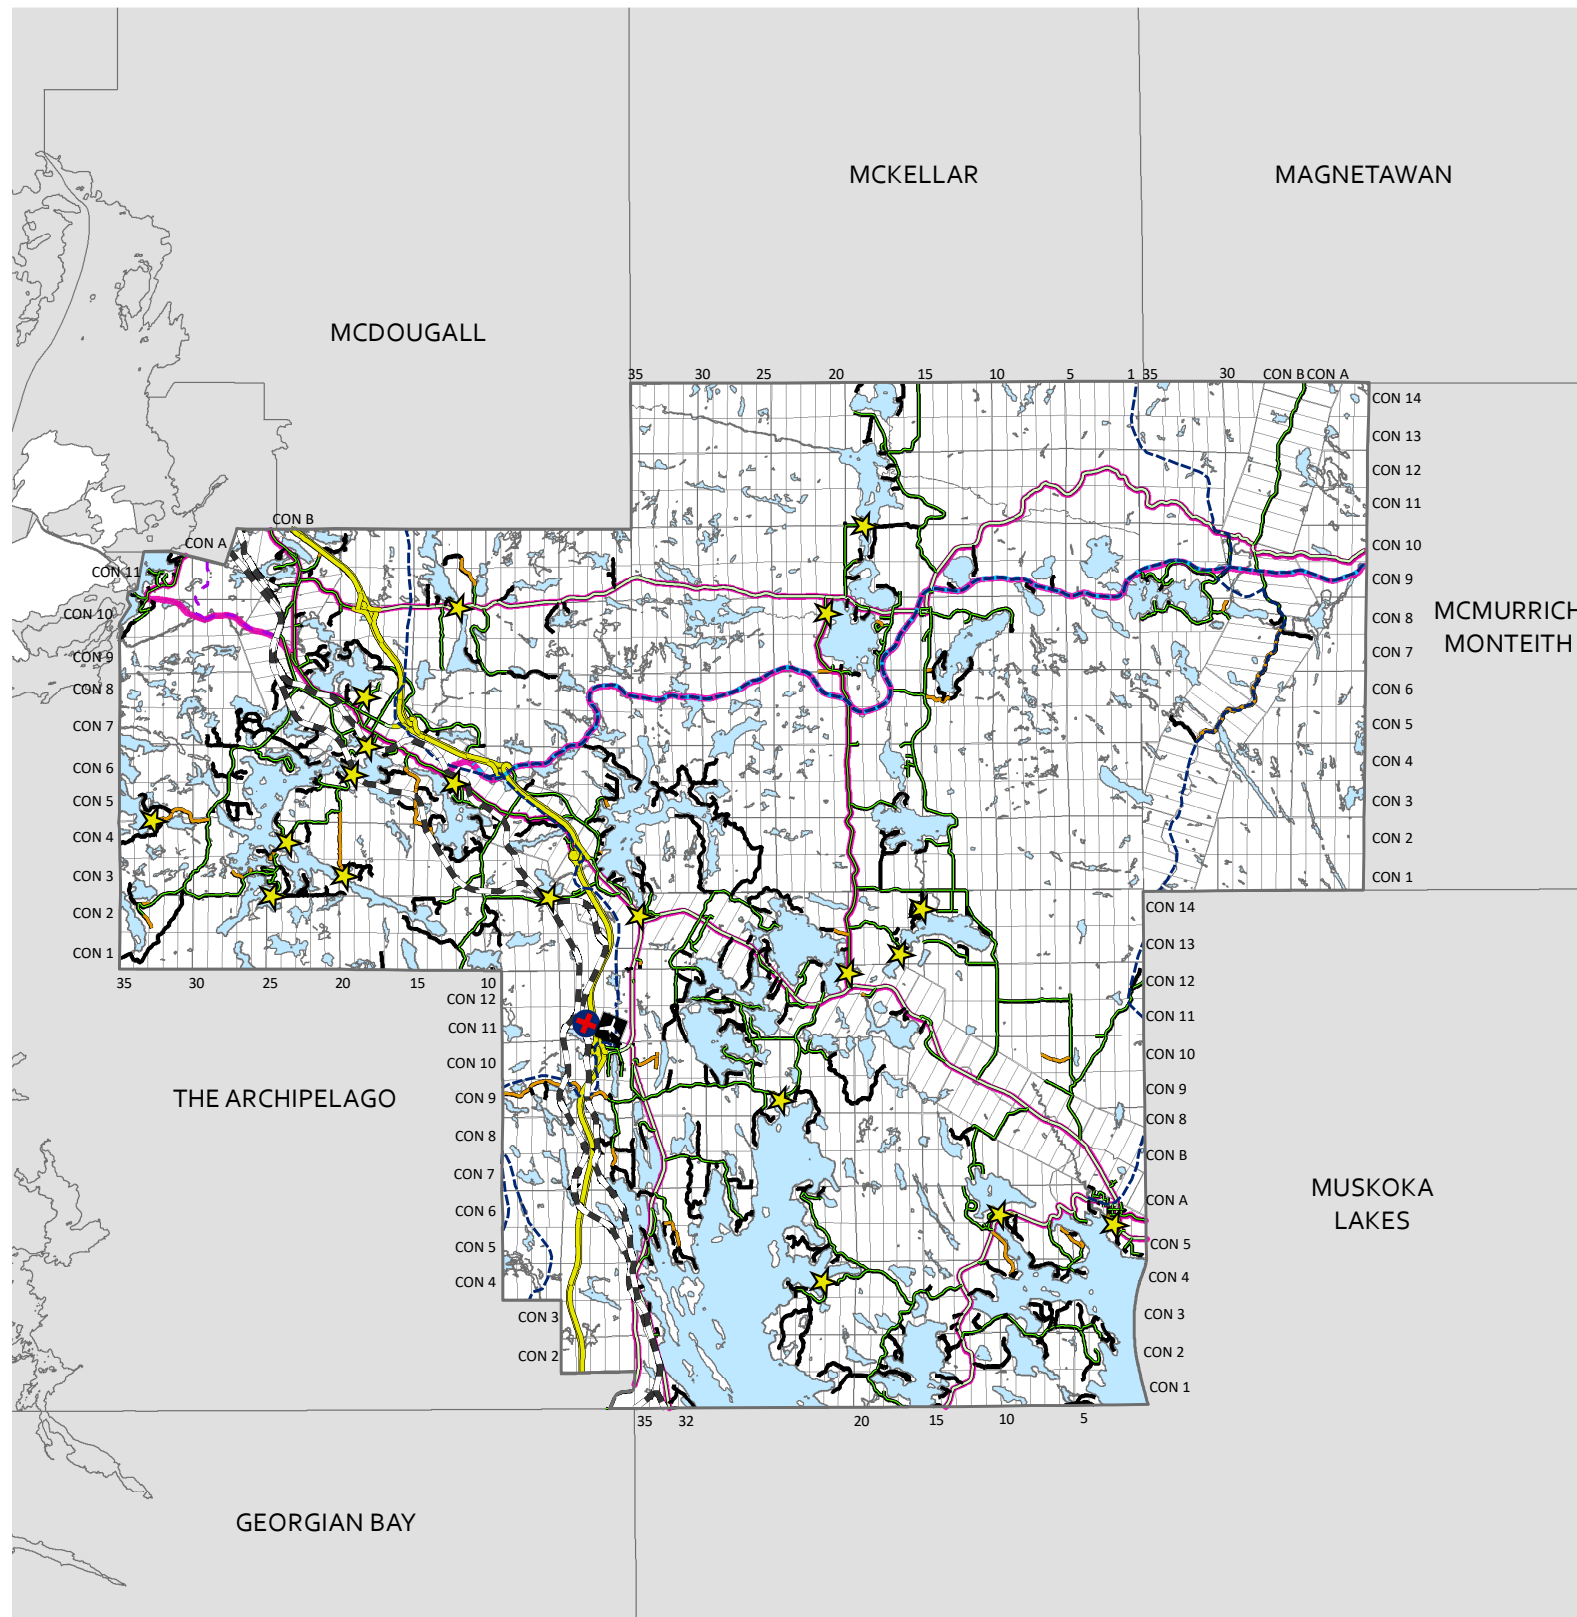 MCKELLAR
MAGNETAWAN
MCDOUGALL
35 30 25 20 15 10 5 1 35 30 CON B CON A
CON 14
CON 13
CON 12
CON 11
CON 10
CON 9
CON 8
CON 7
CON 6
CON 5
CON 4
CON 3
CON 2
CON 1
MCMURRICH
MONTEITH
CON B
CON A
CON 11
CON 10
CON 9
CON 8
CON 7
CON 6
CON 5
CON 4
CON 3
CON 2
CON 1
35 30 25 20 15 10
CON 12
CON 11
CON 10
CON 9
CON 8
CON 7
CON 6
CON 5
CON 4
CON 3
CON 2
CON 14
CON 13
CON 12
CON 11
CON 10
CON 9
CON 8
CON B
CON A
CON 5
CON 4
CON 3
CON 2
CON 1
35 32 20 15 10 5
THE ARCHIPELAGO
MUSKOKA
LAKES
GEORGIAN BAY